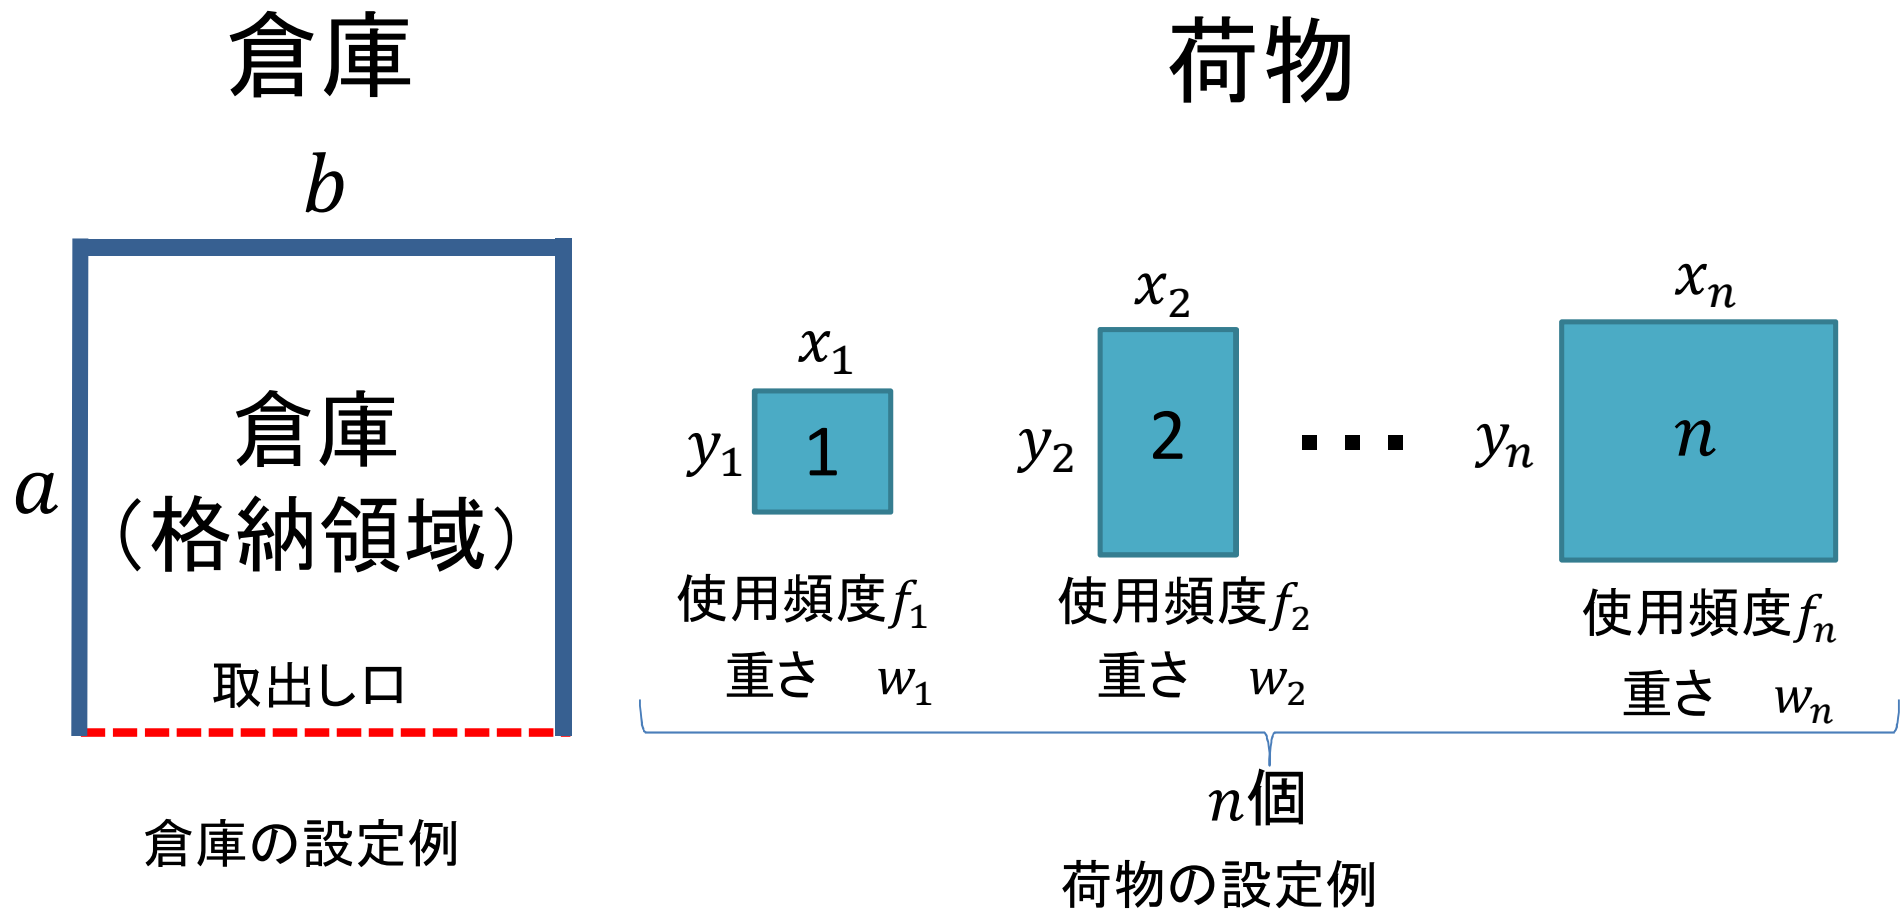 倉庫
b
a
倉庫
（格納領域）
取出し口
倉庫の設定例
荷物
x₁
y₁
1
使用頻度f₁
重さ w₁
x₂
y₂
2
使用頻度f₂
重さ w₂
▪▪▪
xₙ
yₙ
n
使用頻度fₙ
重さ wₙ
n個
荷物の設定例